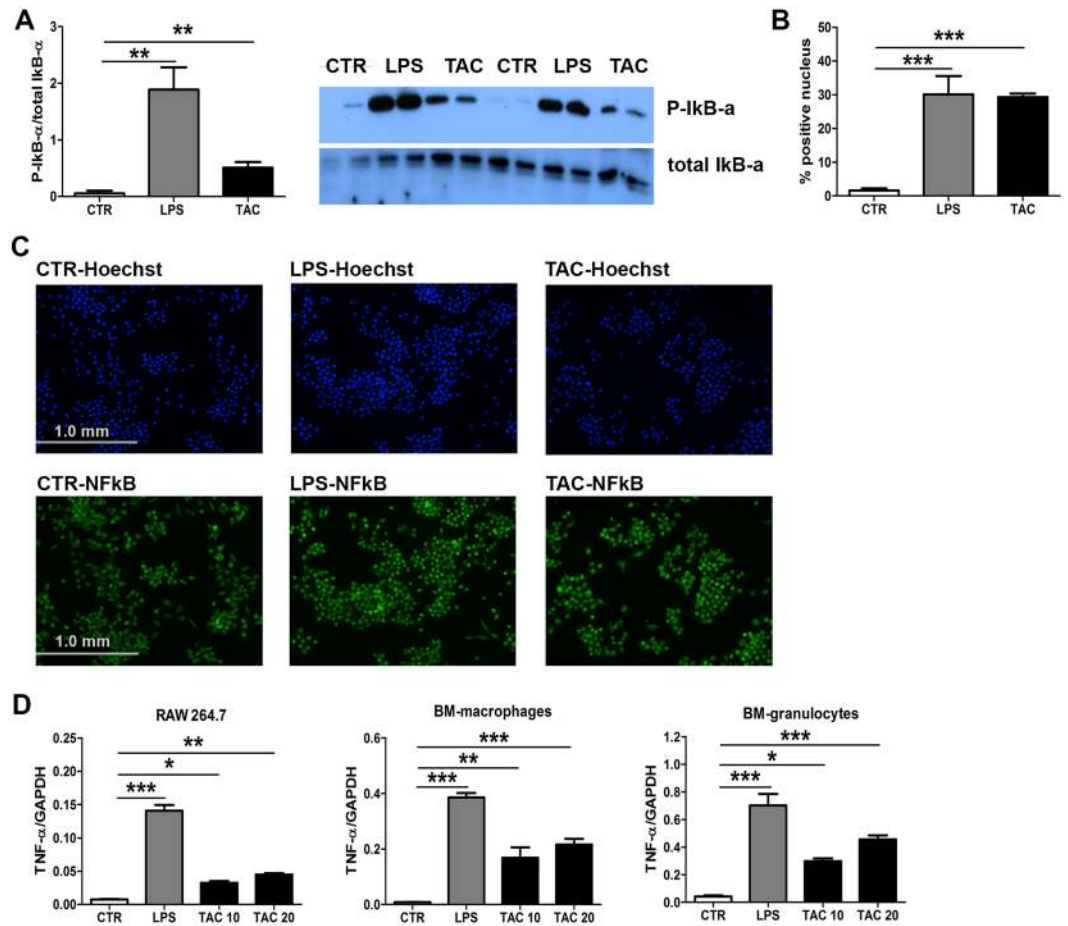 A
P-IkB-α/total IkB-α
3
2
1
0
**
**
CTR LPS TAC
CTR LPS TAC CTR LPS TAC
P-IkB-a
total IkB-a
B
% positive nucleus
50
40
30
20
10
0
***
***
CTR LPS TAC
C
CTR-Hoechst LPS-Hoechst TAC-Hoechst
1.0 mm
CTR-NFkB LPS-NFkB TAC-NFkB
1.0 mm
D
RAW 264.7
TNF-α/GAPDH
0.25
0.20
0.15
0.10
0.05
0.00
**
*
***
CTR LPS TAC 10 TAC 20
BM-macrophages
TNF-α/GAPDH
0.6
0.4
0.2
0.0
***
**
***
CTR LPS TAC 10 TAC 20
BM-granulocytes
TNF-α/GAPDH
1.2
1.0
0.8
0.6
0.4
0.2
0.0
***
*
***
CTR LPS TAC 10 TAC 20